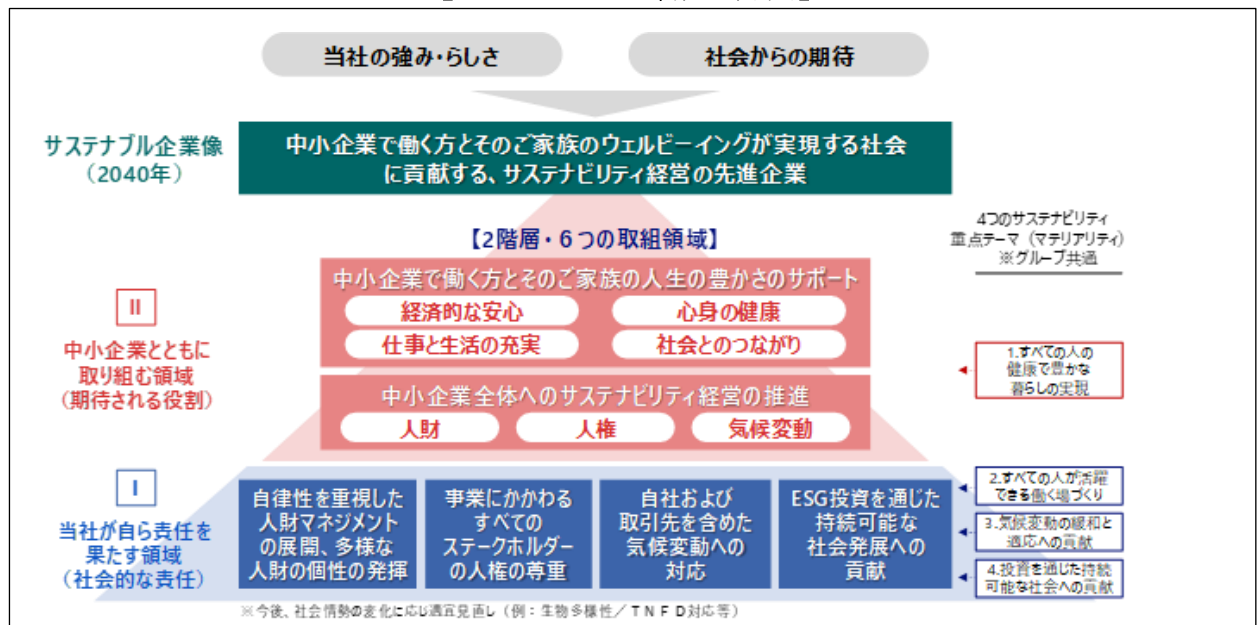 当社の強み・らしさ
社会からの期待
サステナブル企業像
（2040年）
中小企業で働く方とそのご家族のウェルビーイングが実現する社会
に貢献する、サステナビリティ経営の先進企業
4つのサステナビリティ
重点テーマ（マテリアリティ）
※グループ共通
【2階層・６つの取組領域】
中小企業で働く方とそのご家族の人生の豊かさのサポート
経済的な安心
心身の健康
仕事と生活の充実
社会とのつながり
Ⅱ
中小企業とともに
取り組む領域
（期待される役割）
1.すべての人の
健康で豊かな
暮らしの実現
中小企業全体へのサステナビリティ経営の推進
人財
人権
気候変動
Ⅰ
当社が自ら責任を
果たす領域
（社会的な責任）
自律性を重視した
人財マネジメント
の展開、多様な
人財の個性の発揮
事業にかかわる
すべての
ステークホルダー
の人権の尊重
自社および
取引先を含めた
気候変動への
対応
ESG投資を通じた
持続可能な
社会発展への
貢献
2.すべての人が活躍
できる働く場づくり
3.気候変動の緩和と
適応への貢献
4.投資を通じた持続
可能な社会への貢献
※今後、社会情勢の変化に応じ適宜見直し（例：生物多様性／ＴＮＦＤ対応等）